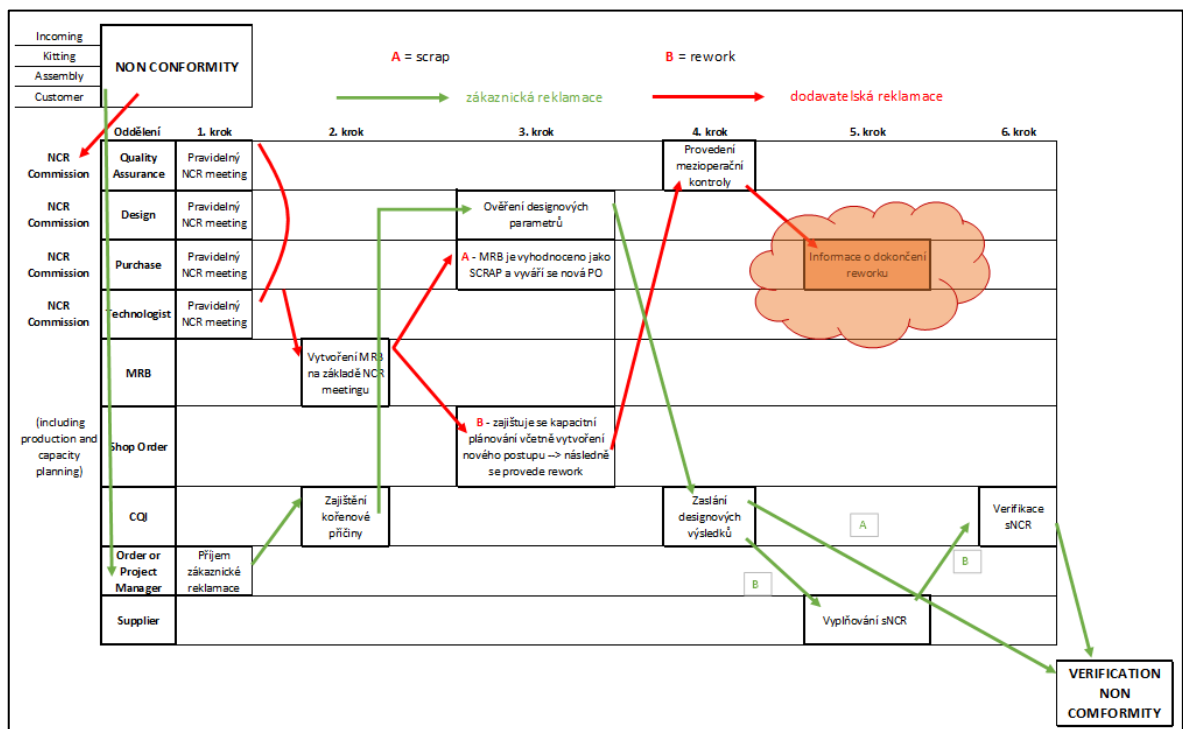 Incoming
Kitting
Assembly
Customer
NON CONFORMITY
A = scrap
B = rework
zákaznická reklamace
dodavatelská reklamace
Oddělení
1. krok
2. krok
3. krok
4. krok
5. krok
6. krok
NCR
Commission
Quality
Assurance
Pravidelný
NCR meeting
Provedení
mezioperační
kontroly
NCR
Commission
Design
Pravidelný
NCR meeting
Ověření designových
parametrů
NCR
Commission
Purchase
Pravidelný
NCR meeting
A - MRB je vyhodnoceno jako
SCRAP a vyváří se nová PO
Informace o dokončení
reworku
NCR
Commission
Technologist
Pravidelný
NCR meeting
MRB
Vytvoření MRB
na základě NCR
meetingu
(including
production and
capacity
planning)
Shop Order
B - zajištuje se kapacitní
plánování včetně vytvoření
nového postupu --> následně
se provede rework
CQJ
Zajištění
kořenové
příčiny
Zaslání
designových
výsledků
A
Verifikace
sNCR
Order or
Project
Manager
Příjem
zákaznické
reklamace
B
B
Supplier
Vyplňování sNCR
VERIFICATION
NON
COMFORMITY